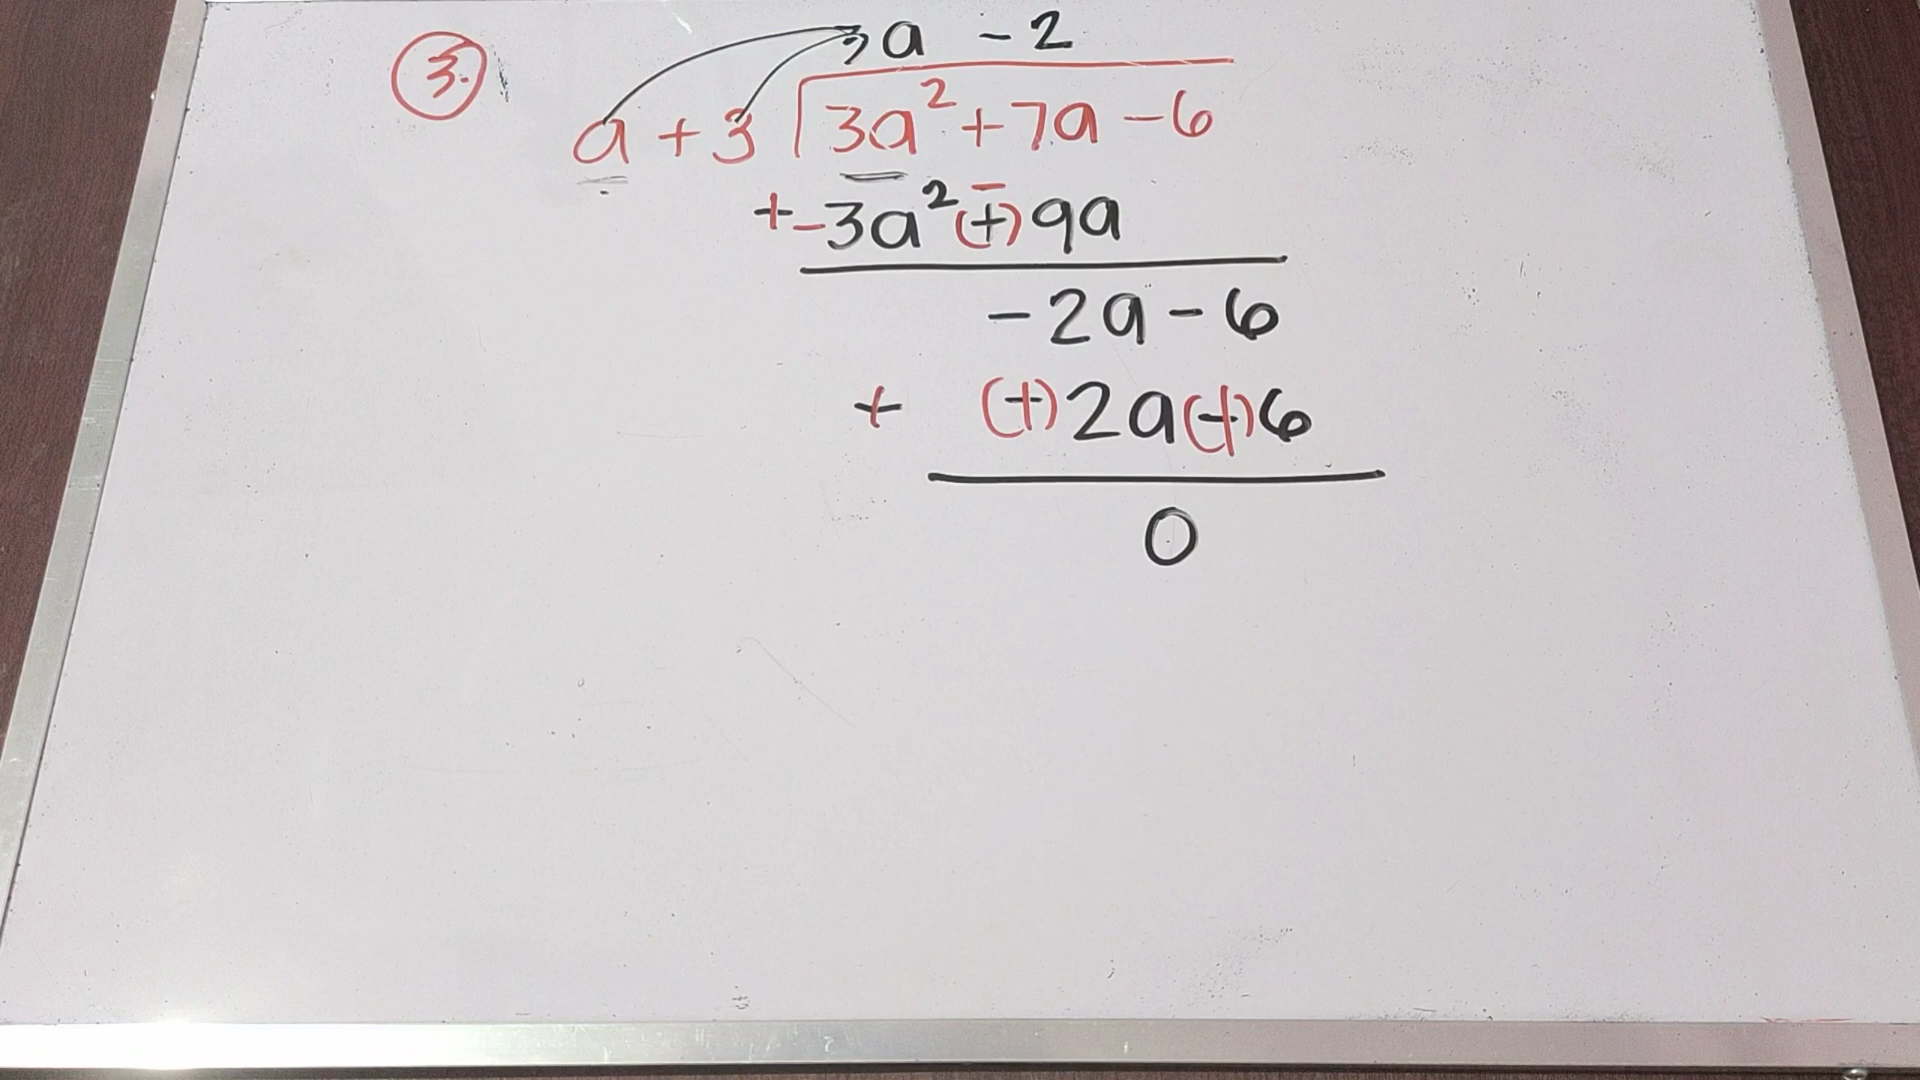 3a - 2
3.
a + 3 3a² + 7a - 6
+ - 3a² (+) 9a
- 2a - 6
+ (+) 2a (+) 6
0